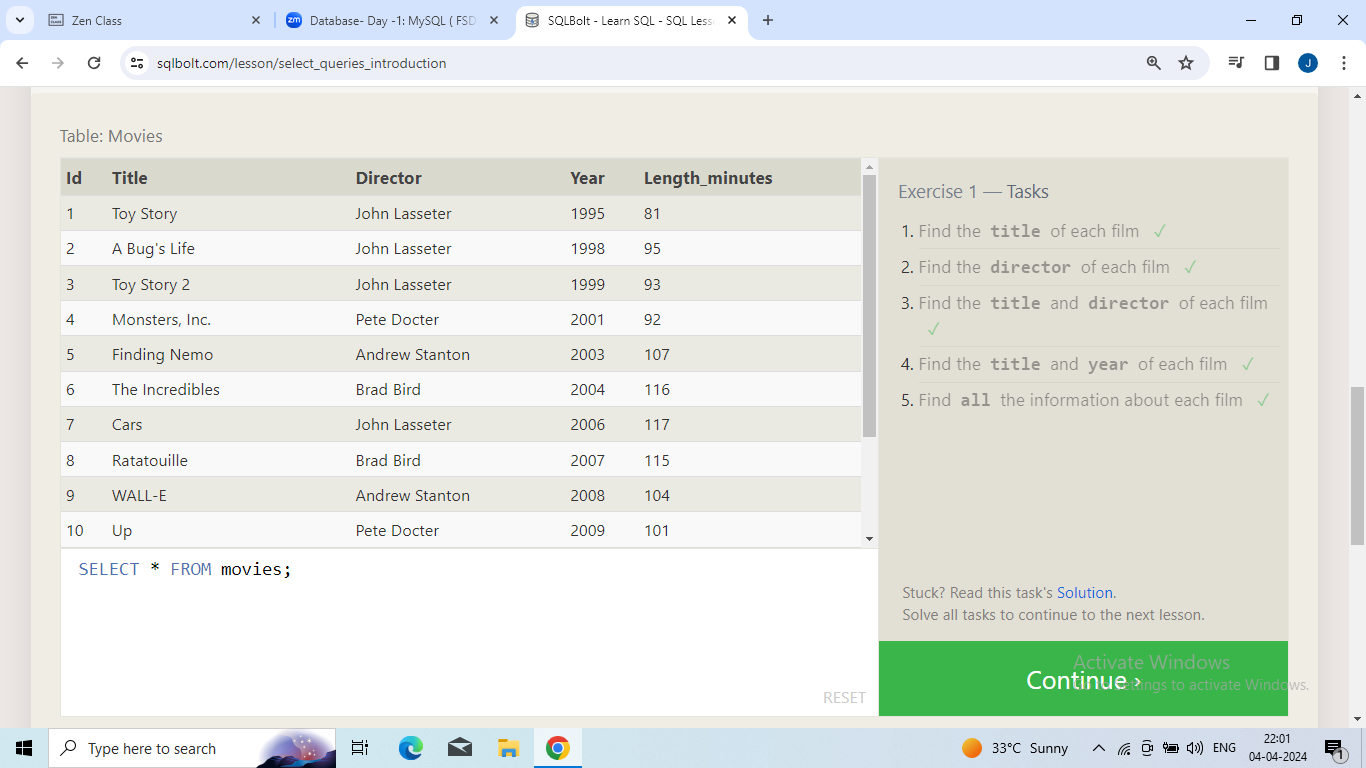 Zen Class
Database- Day -1: MySQL ( FSD
SQLBolt - Learn SQL - SQL Less
sqlbolt.com/lesson/select_queries_introduction
J
Table: Movies
Id Title Director Year Length_minutes
1 Toy Story John Lasseter 1995 81
2 A Bug's Life John Lasseter 1998 95
3 Toy Story 2 John Lasseter 1999 93
4 Monsters, Inc. Pete Docter 2001 92
5 Finding Nemo Andrew Stanton 2003 107
6 The Incredibles Brad Bird 2004 116
7 Cars John Lasseter 2006 117
8 Ratatouille Brad Bird 2007 115
9 WALL-E Andrew Stanton 2008 104
10 Up Pete Docter 2009 101
SELECT * FROM movies;
RESET
Exercise 1 — Tasks
1. Find the title of each film ✓
2. Find the director of each film ✓
3. Find the title and director of each film
✓
4. Find the title and year of each film ✓
5. Find all the information about each film ✓
Stuck? Read this task's Solution.
Solve all tasks to continue to the next lesson.
Continue ›
Activate Windows
Go to Settings to activate Windows.
Type here to search
33°C Sunny
ENG
22:01
04-04-2024
1